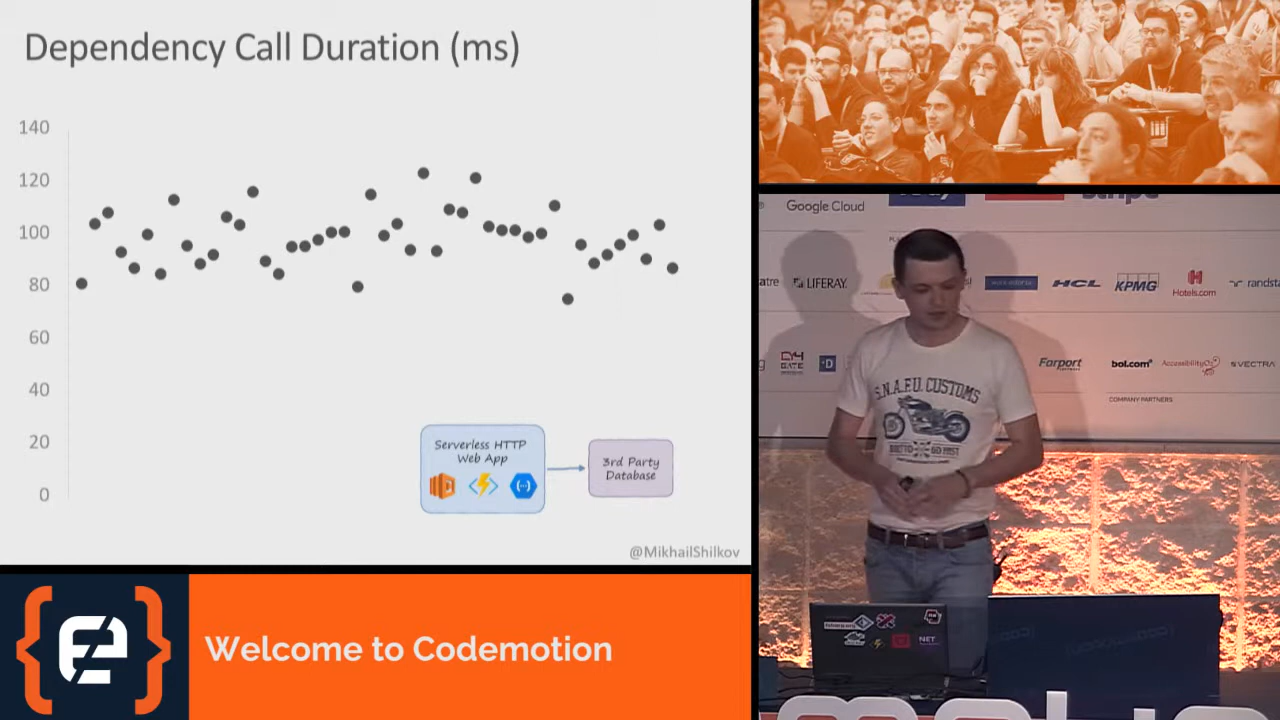 Dependency Call Duration (ms)
140
120
100
80
60
40
20
0
Serverless HTTP
Web App
3rd Party
Database
@MikhailShilkov
Welcome to Codemotion
Google Cloud
LIFERAY
HCL
KPMG
Hotels.com
CY4
GATE
Farport
bol.com
VECTRA
COMPANY PARTNERS
S.N.A.F.U. CUSTOMS
NET